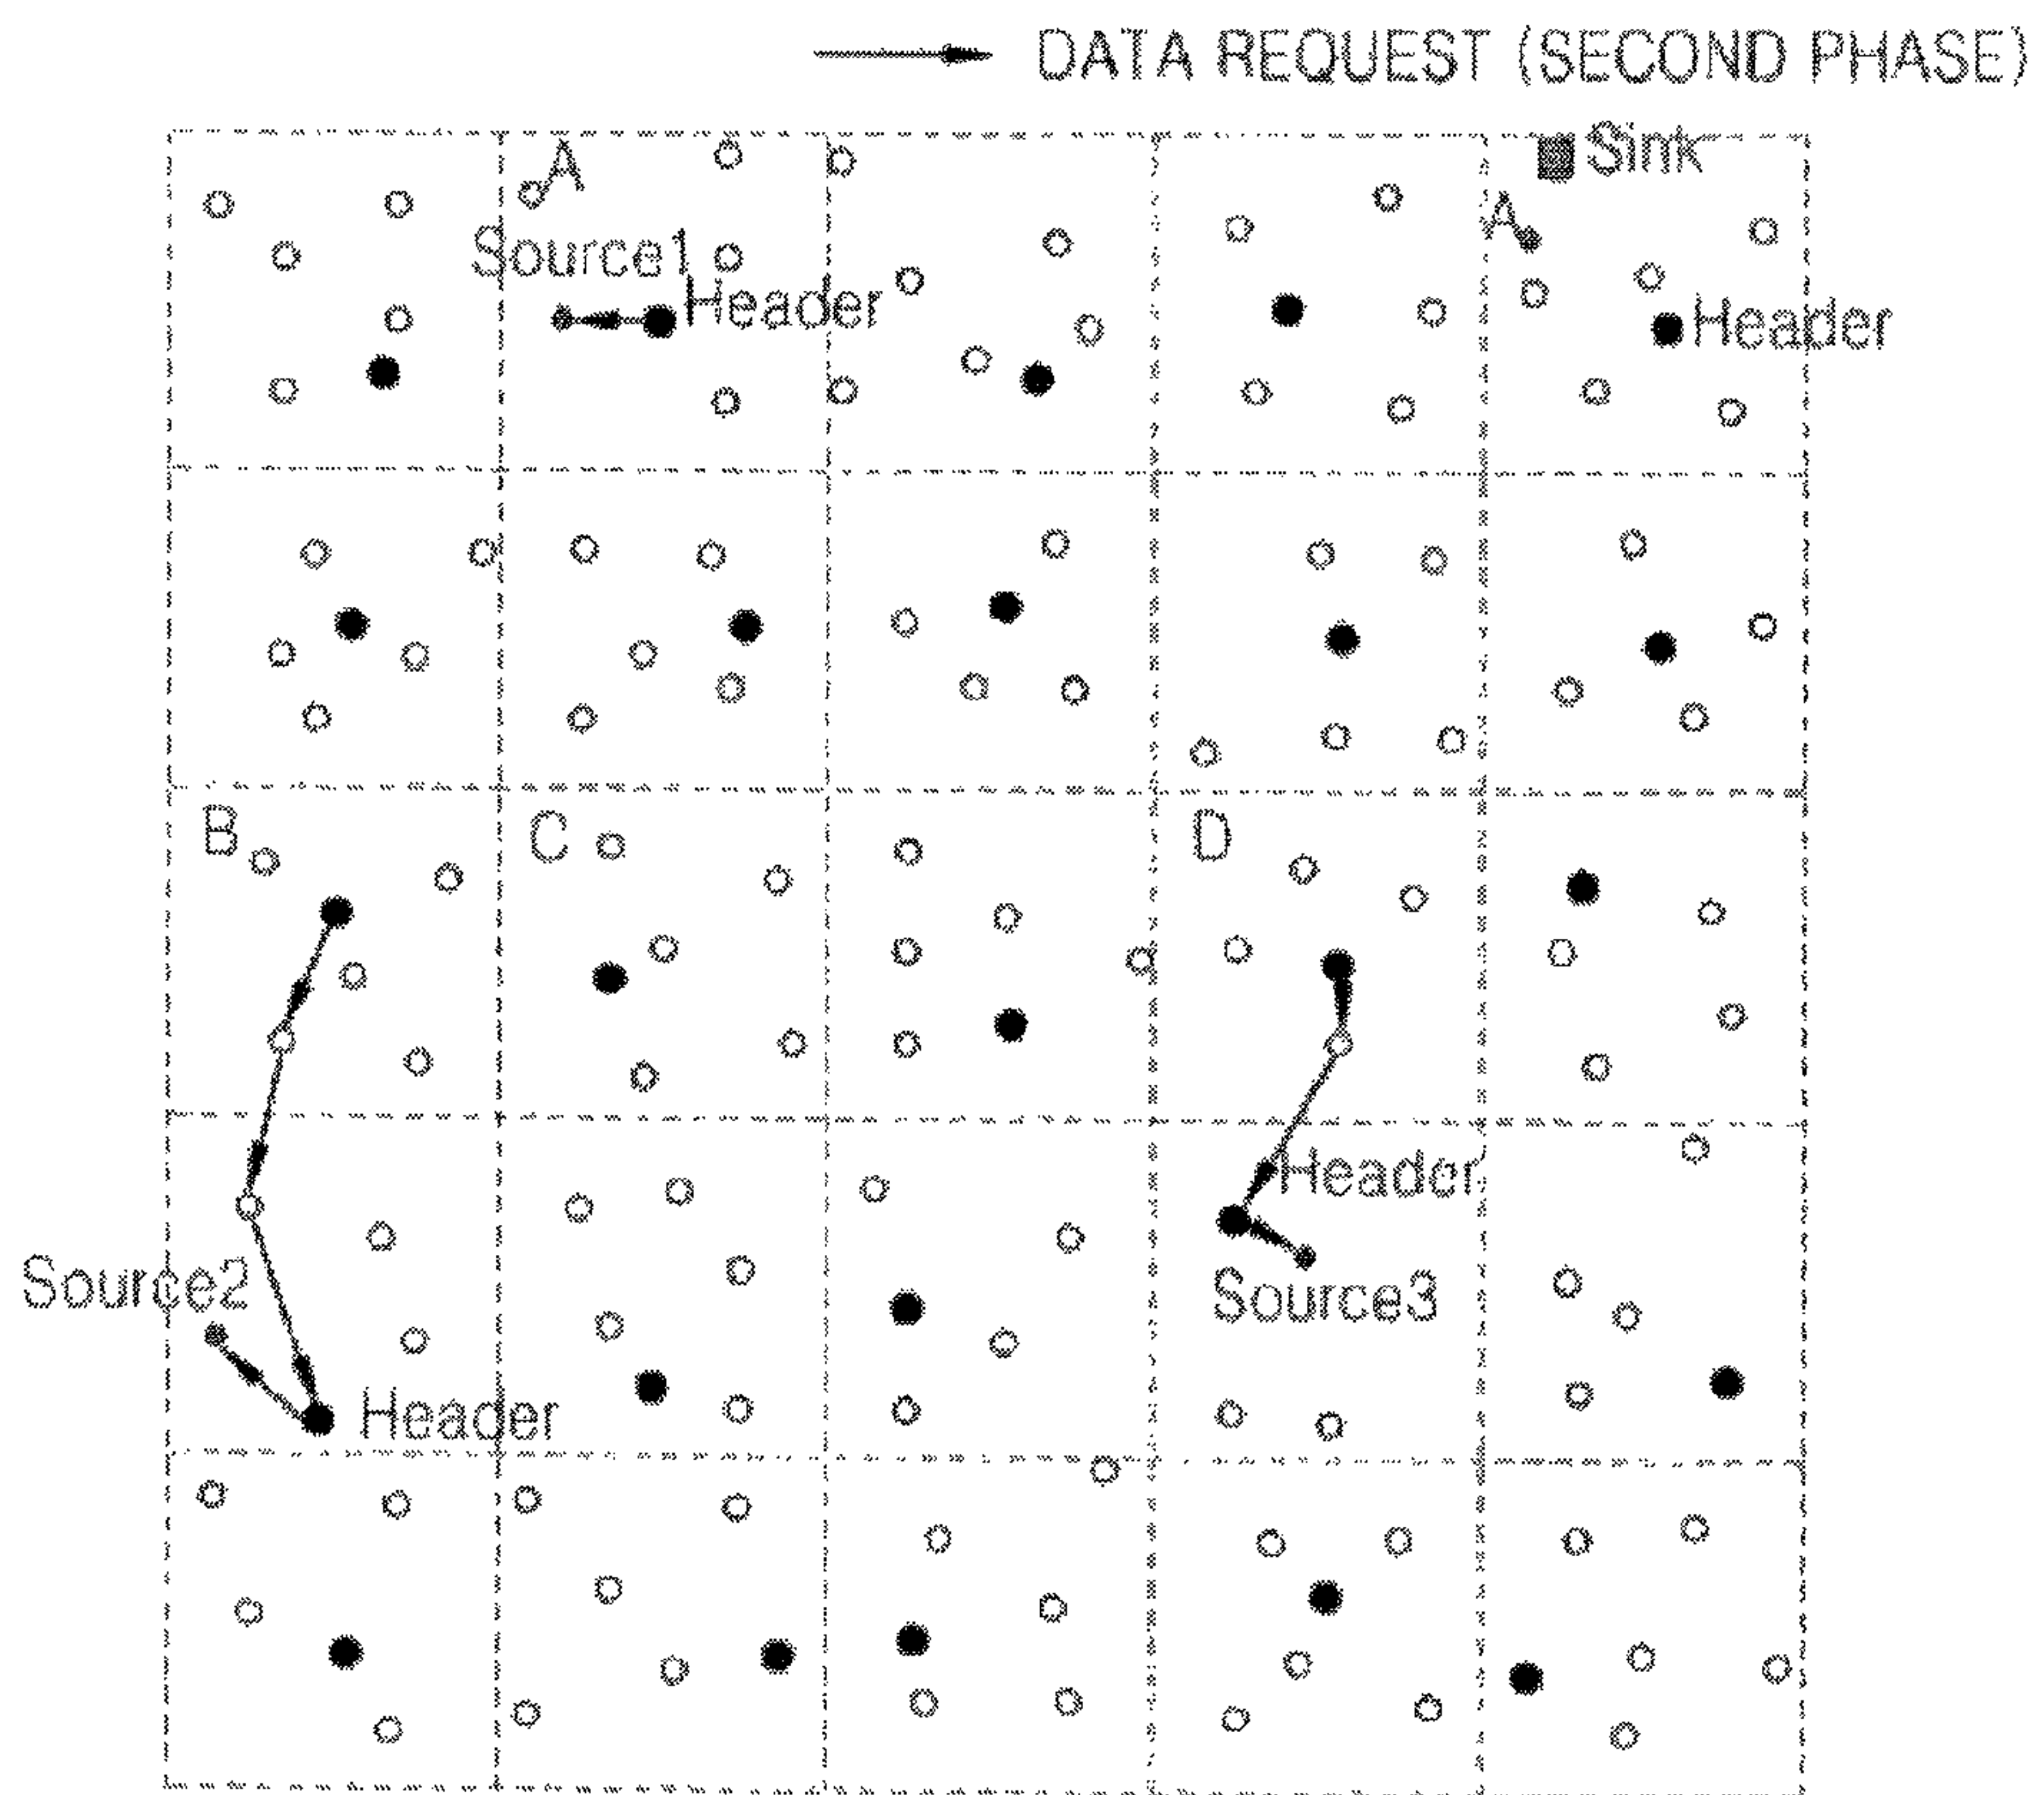 DATA REQUEST (SECOND PHASE)
Sink
A
A
Source1
Header
Header
B
C
D
Header
Source2
Source3
Header